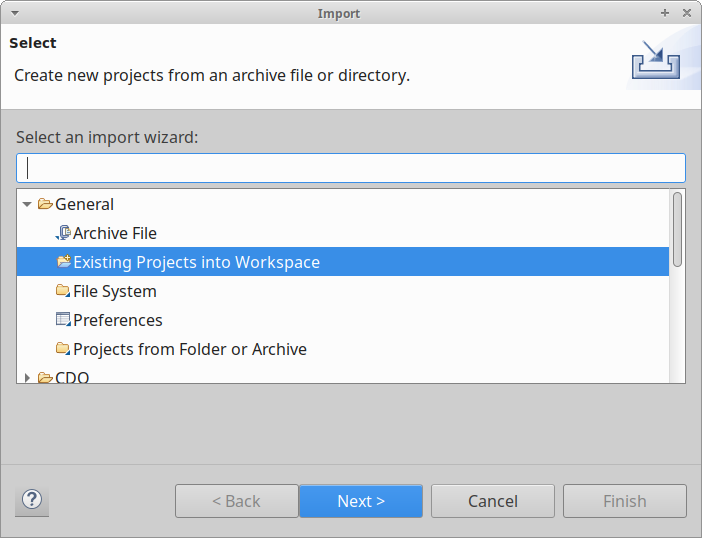 Import
Select
Create new projects from an archive file or directory.
Select an import wizard:
General
Archive File
Existing Projects into Workspace
File System
Preferences
Projects from Folder or Archive
CDO
?
< Back
Next >
Cancel
Finish